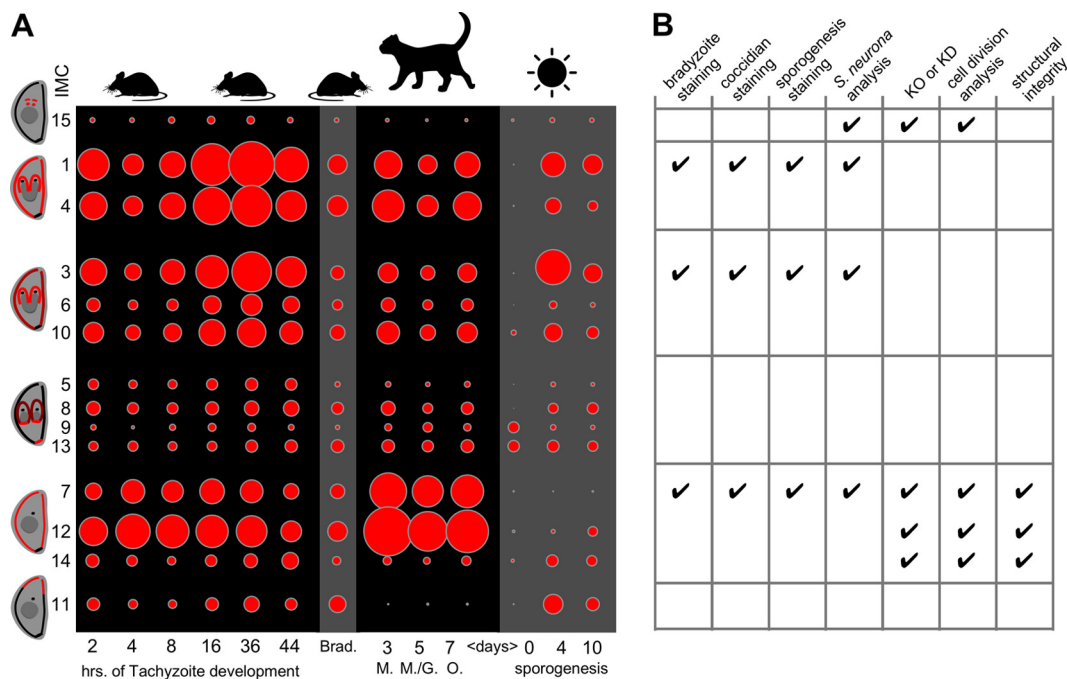 A
B
IMC
bradyzoite
staining
coccidian
staining
sporogenesis
staining
S. neurona
analysis
KO or KD
cell division
analysis
structural
integrity
15
1
4
3
6
10
5
8
9
13
7
12
14
11
2 4 8 16 36 44 Brad. 3 5 7 <days> 0 4 10
hrs. of Tachyzoite development M. M./G. O. sporogenesis